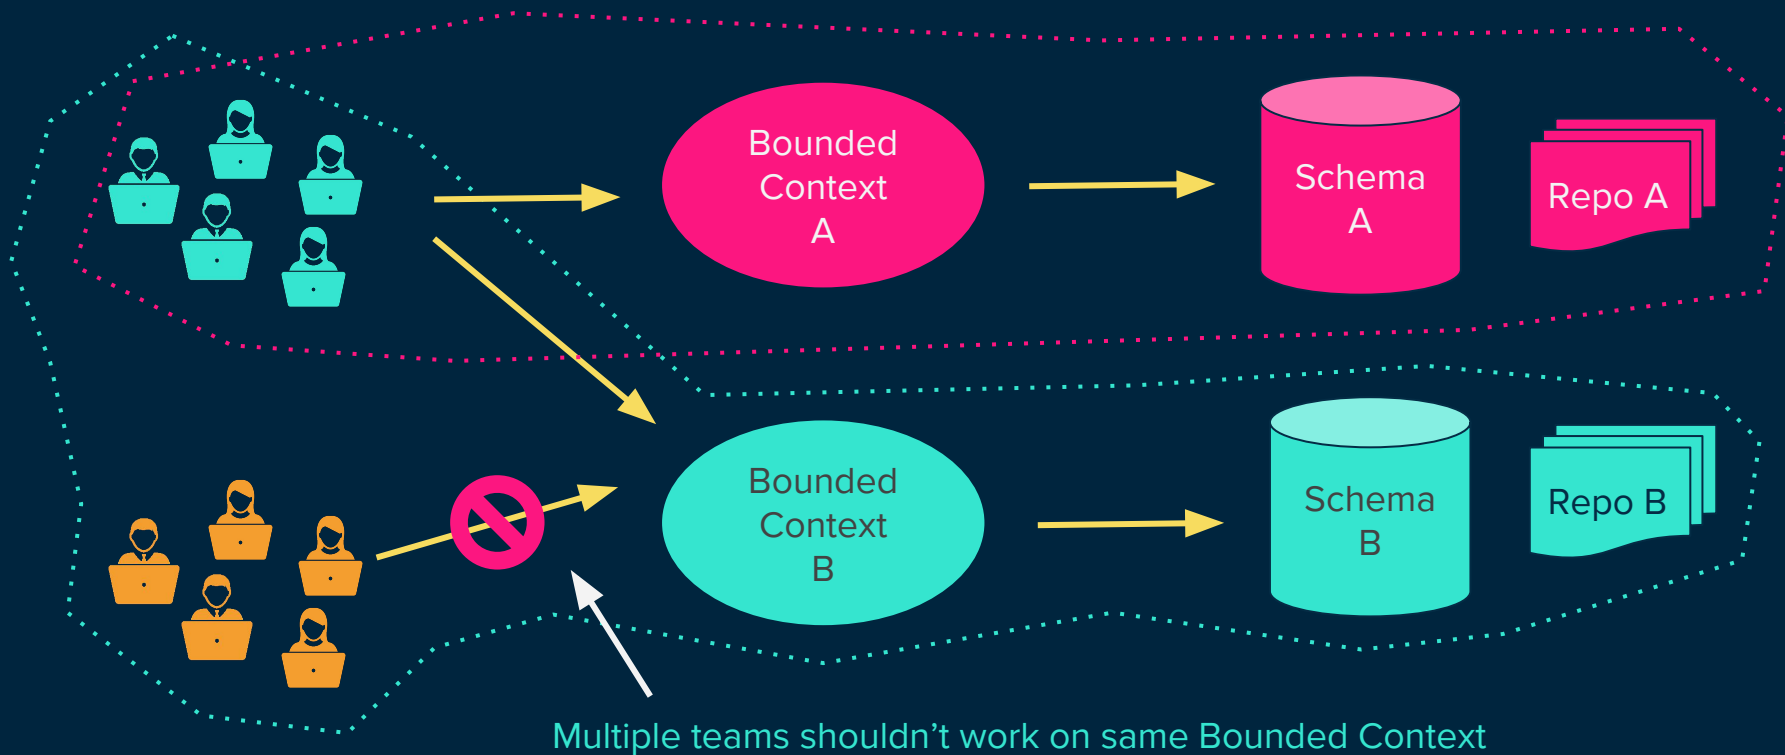 Bounded
Context
A
Schema
A
Repo A
Bounded
Context
B
Schema
B
Repo B
Multiple teams shouldn’t work on same Bounded Context